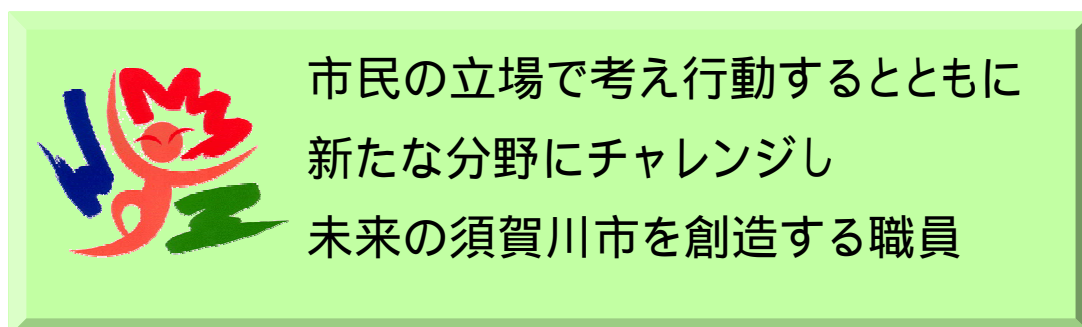 市民の立場で考え行動するとともに
新たな分野にチャレンジし
未来の須賀川市を創造する職員